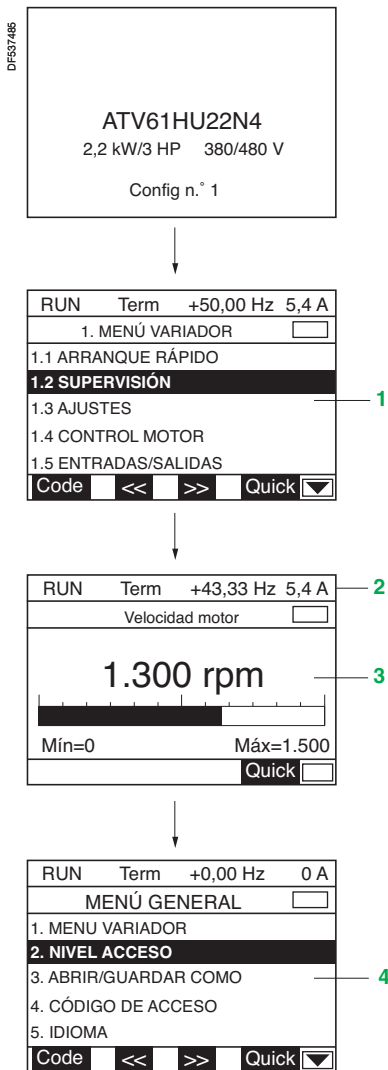 DF537485
ATV61HU22N4
2,2 kW/3 HP 380/480 V
Config n.° 1
RUN Term +50,00 Hz 5,4 A
1. MENÚ VARIADOR
1.1 ARRANQUE RÁPIDO
1.2 SUPERVISIÓN
1.3 AJUSTES
1
1.4 CONTROL MOTOR
1.5 ENTRADAS/SALIDAS
Code << >> Quick
RUN Term +43,33 Hz 5,4 A
2
Velocidad motor
1.300 rpm
3
Mín=0 Máx=1.500
Quick
RUN Term +0,00 Hz 0 A
MENÚ GENERAL
1. MENU VARIADOR
2. NIVEL ACCESO
3. ABRIR/GUARDAR COMO
4
4. CÓDIGO DE ACCESO
5. IDIOMA
Code << >> Quick